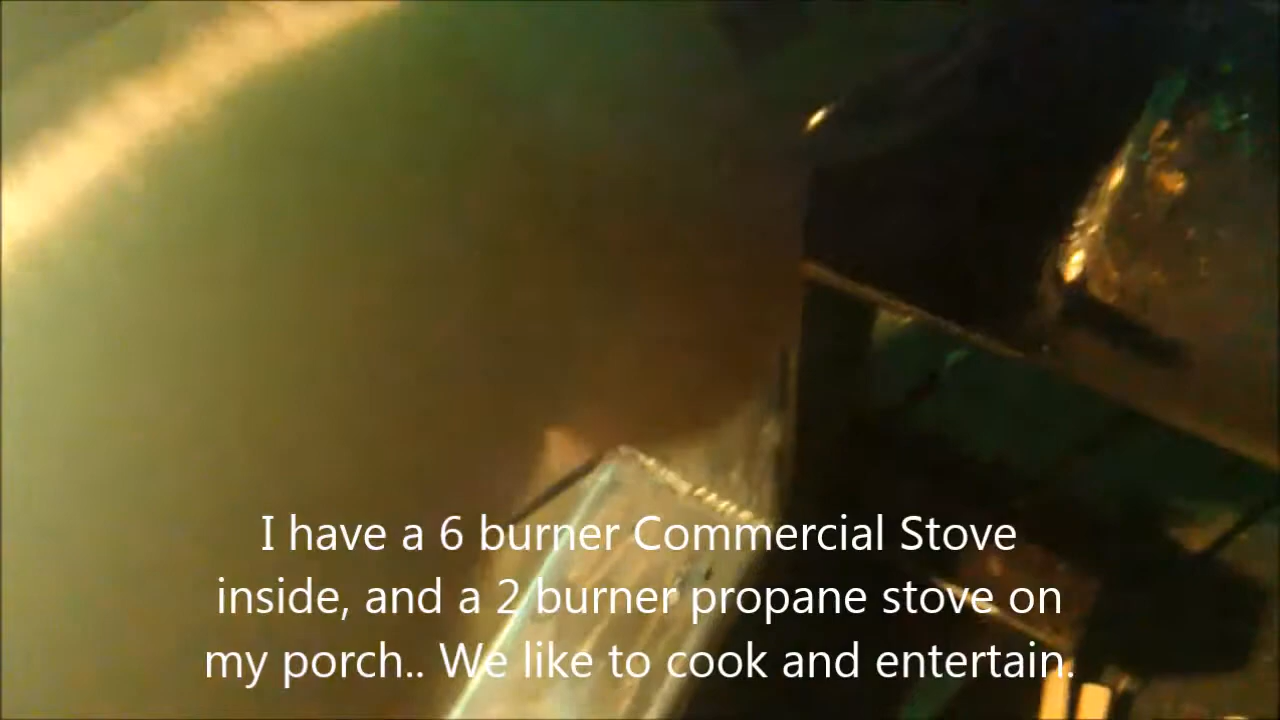 I have a 6 burner Commercial Stove
inside, and a 2 burner propane stove on
my porch.. We like to cook and entertain.